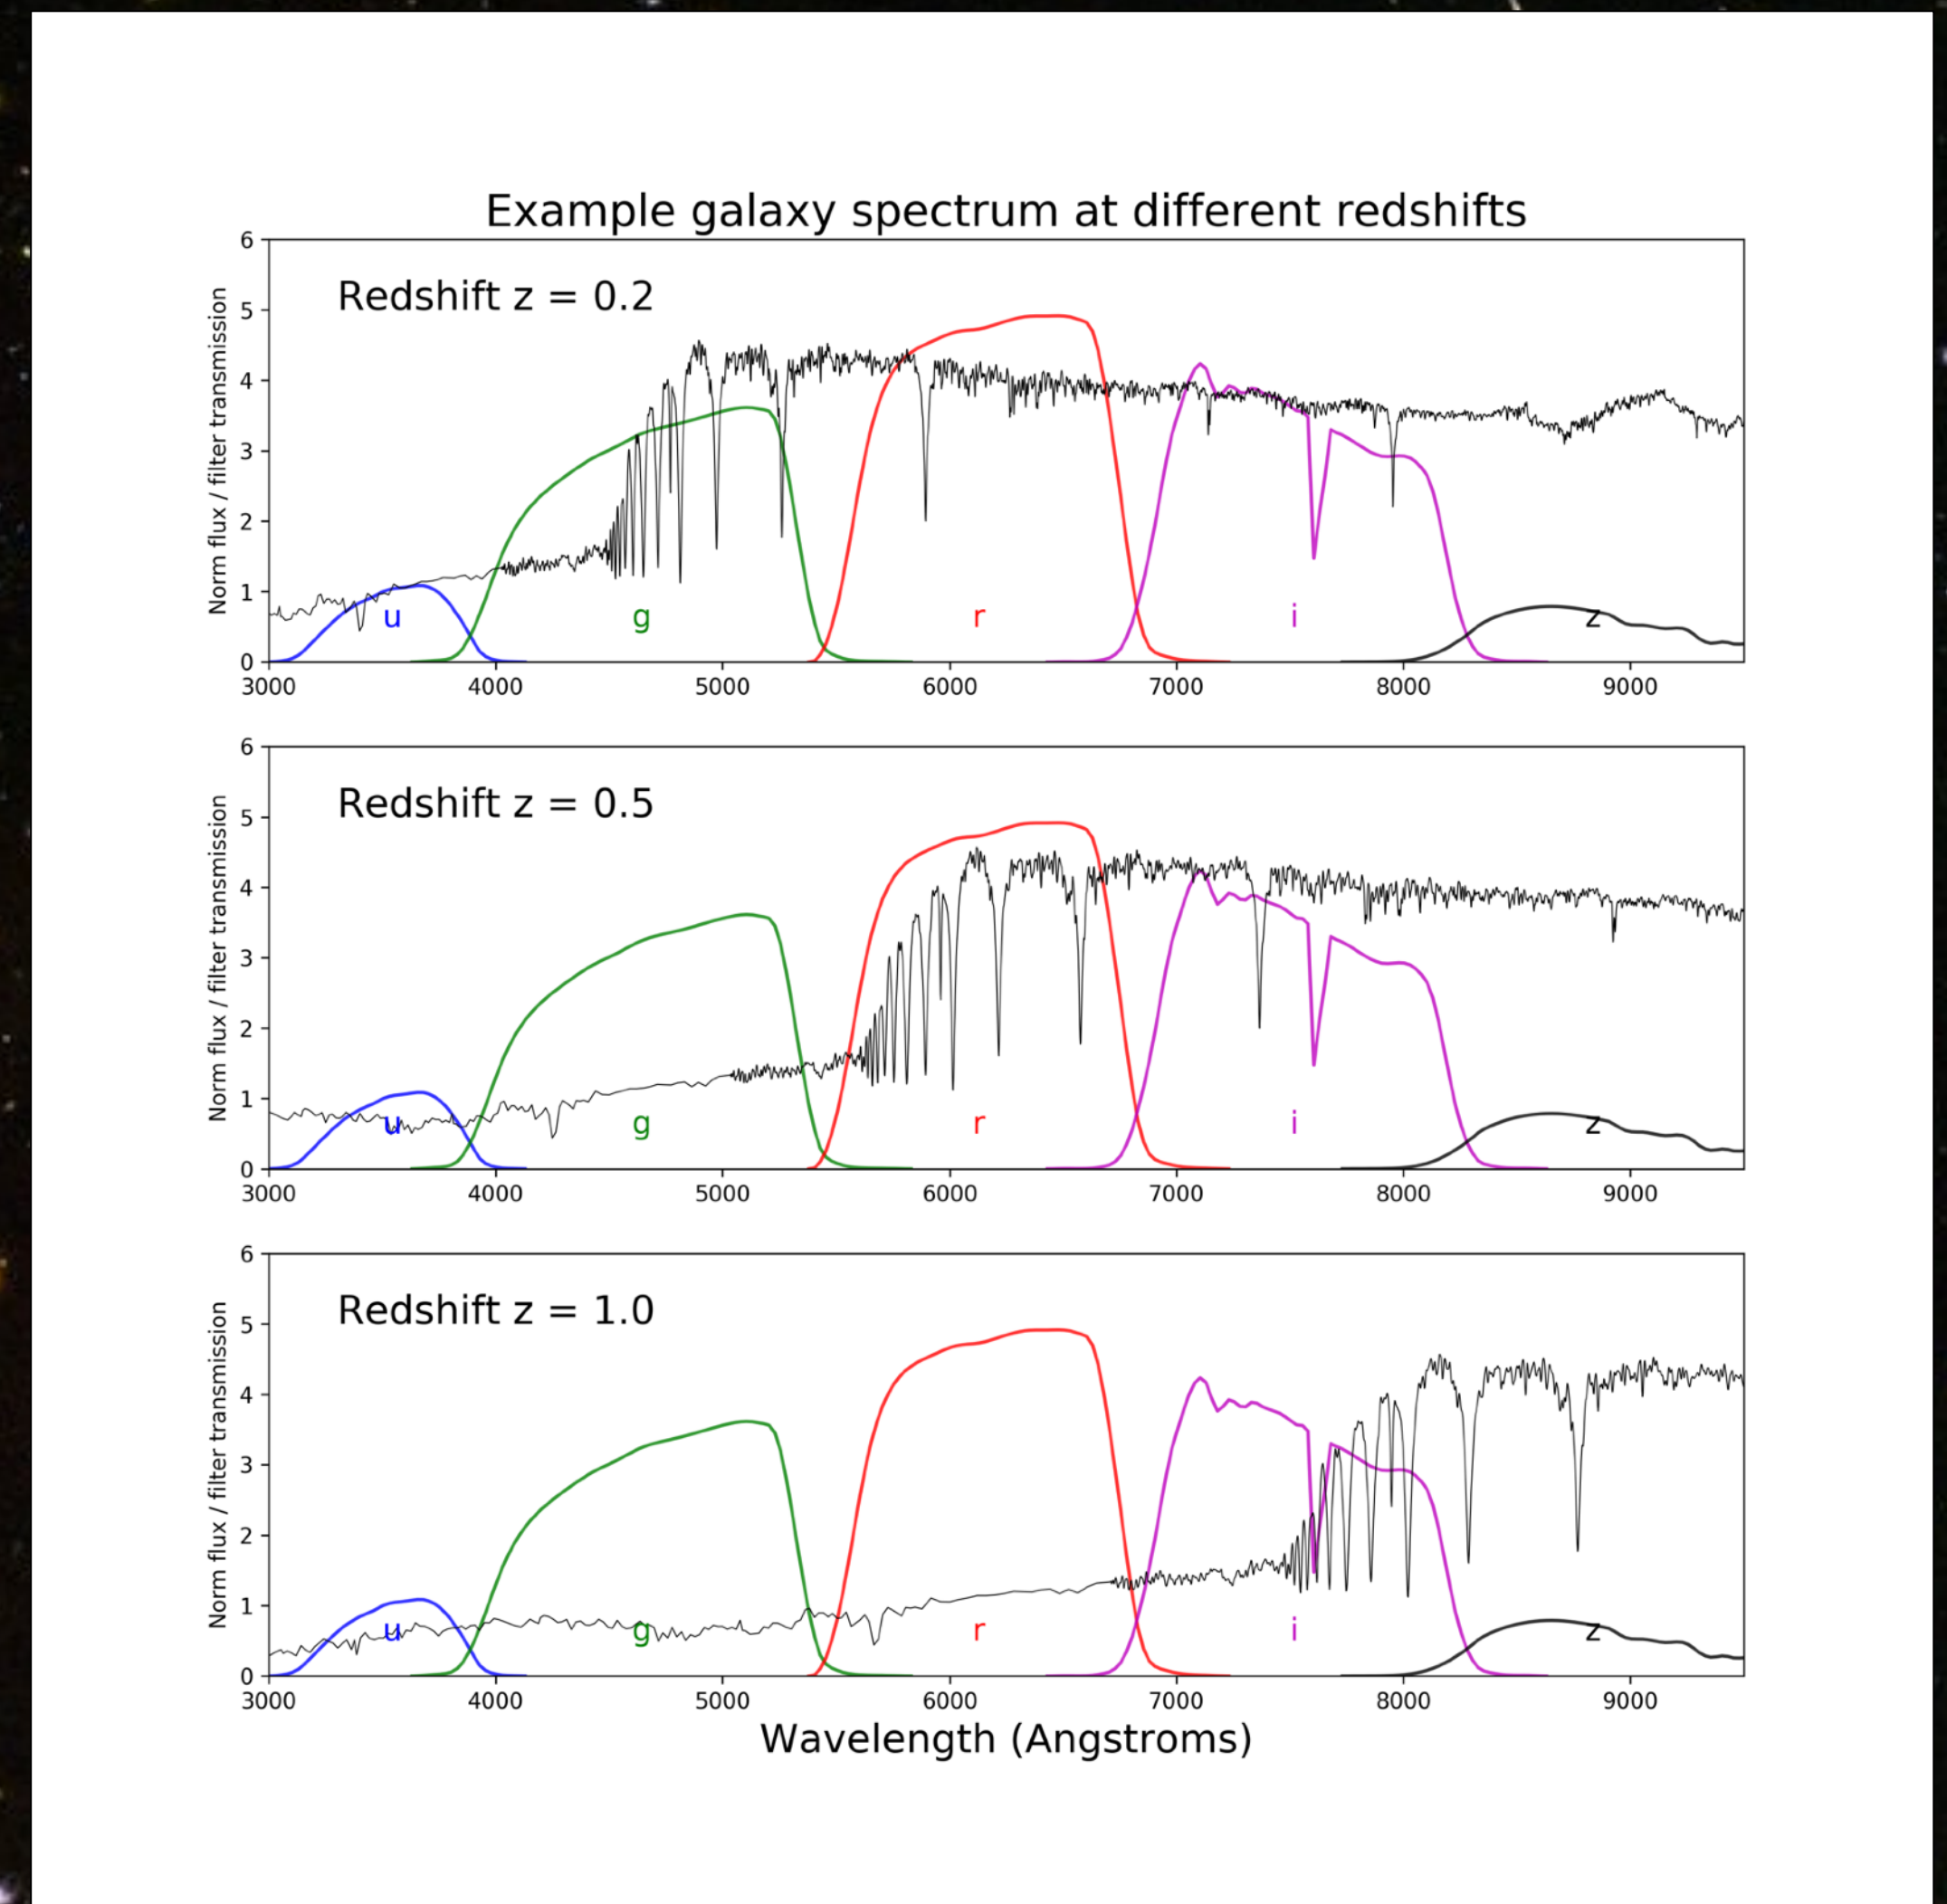 Example galaxy spectrum at different redshifts
6
5
4
3
2
1
0
Norm flux / filter transmission
Redshift z = 0.2
u g r i z
3000 4000 5000 6000 7000 8000 9000
6
5
4
3
2
1
0
Norm flux / filter transmission
Redshift z = 0.5
u g r i z
3000 4000 5000 6000 7000 8000 9000
6
5
4
3
2
1
0
Norm flux / filter transmission
Redshift z = 1.0
u g r i z
3000 4000 5000 6000 7000 8000 9000
Wavelength (Angstroms)